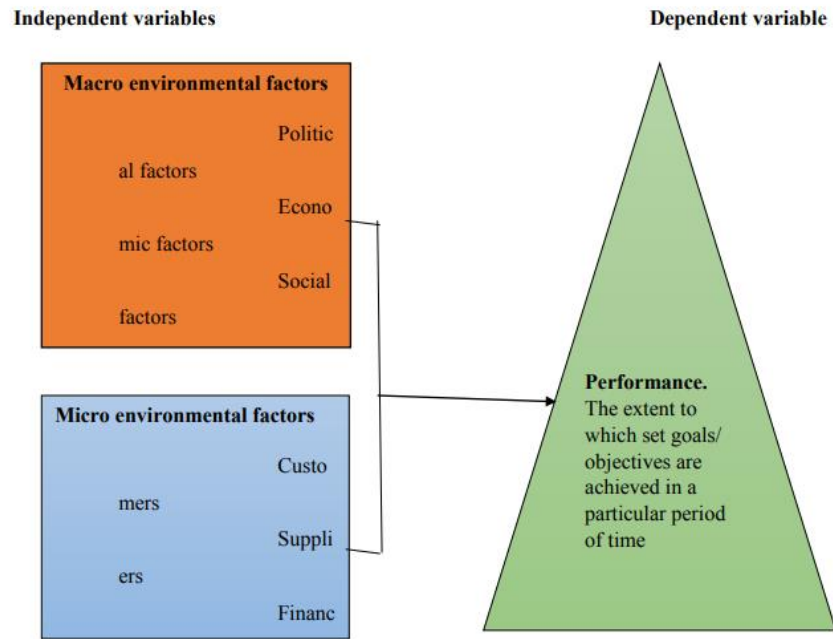 Independent variables
Dependent variable
Macro environmental factors
Politic
al factors
Econo
mic factors
Social
factors
Micro environmental factors
Custo
mers
Suppli
ers
Financ
Performance.
The extent to
which set goals/
objectives are
achieved in a
particular period
of time